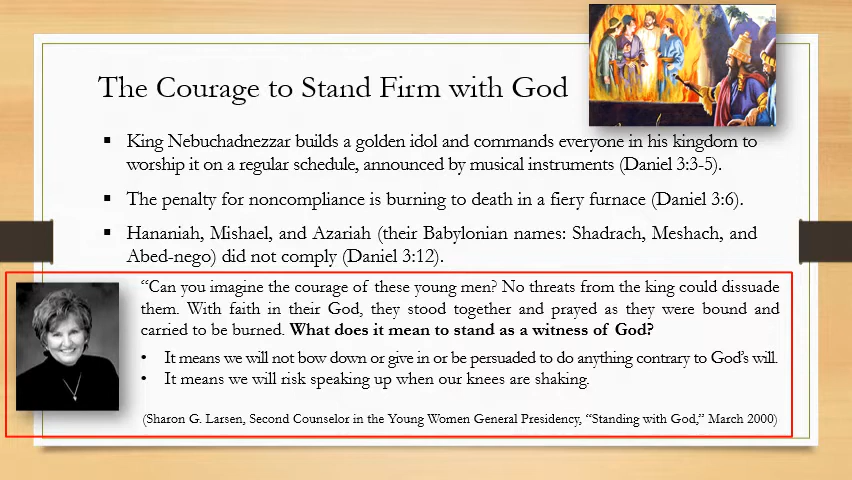 The Courage to Stand Firm with God
▪ King Nebuchadnezzar builds a golden idol and commands everyone in his kingdom to
worship it on a regular schedule, announced by musical instruments (Daniel 3:3-5).
▪ The penalty for noncompliance is burning to death in a fiery furnace (Daniel 3:6).
▪ Hananiah, Mishael, and Azariah (their Babylonian names: Shadrach, Meshach, and
Abed-nego) did not comply (Daniel 3:12).
“Can you imagine the courage of these young men? No threats from the king could dissuade
them. With faith in their God, they stood together and prayed as they were bound and
carried to be burned. What does it mean to stand as a witness of God?
• It means we will not bow down or give in or be persuaded to do anything contrary to God’s will.
• It means we will risk speaking up when our knees are shaking.
(Sharon G. Larsen, Second Counselor in the Young Women General Presidency, “Standing with God,” March 2000)